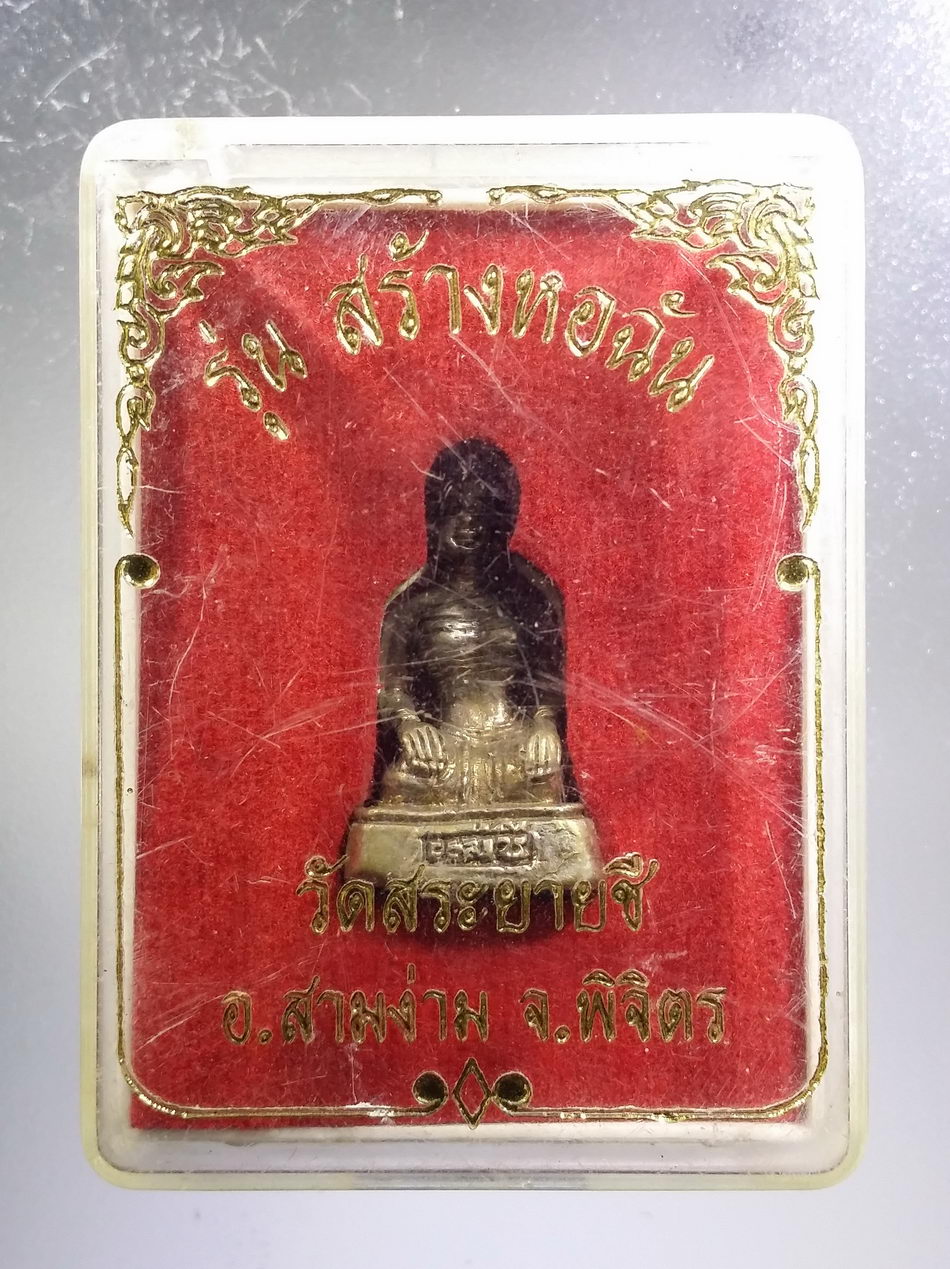 รุ่น สร้างหอฉัน
วัดสระยายชี
อ.สามง่าม จ.พิจิตร